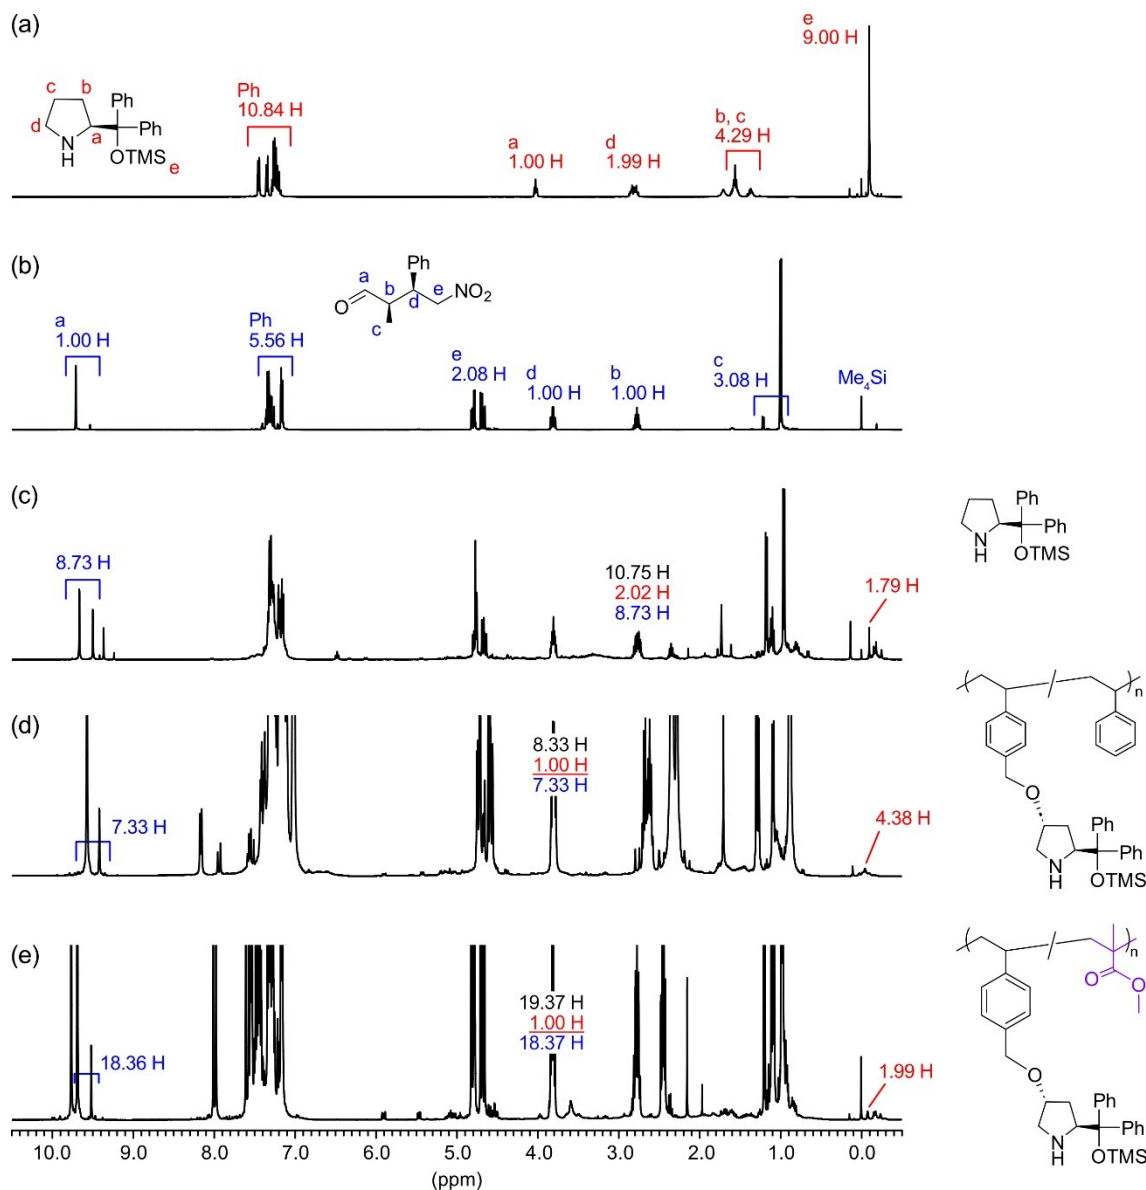 (a)
e
9.00 H
c
b
Ph
d
a
Ph
N
H
OTMS
e
Ph
10.84 H
a
1.00 H
d
1.99 H
b, c
4.29 H
(b)
a
1.00 H
Ph
5.56 H
Ph
a
b
e
O
d
NO2
c
e
2.08 H
d
1.00 H
b
1.00 H
c
3.08 H
Me4Si
(c)
8.73 H
10.75 H
2.02 H
8.73 H
1.79 H
Ph
Ph
N
H
OTMS
(d)
7.33 H
8.33 H
1.00 H
7.33 H
4.38 H
n
O
Ph
Ph
N
H
OTMS
(e)
18.36 H
19.37 H
1.00 H
18.37 H
1.99 H
n
O
O
O
Ph
Ph
N
H
OTMS
10.0 9.0 8.0 7.0 6.0 5.0 4.0 3.0 2.0 1.0 0.0
(ppm)